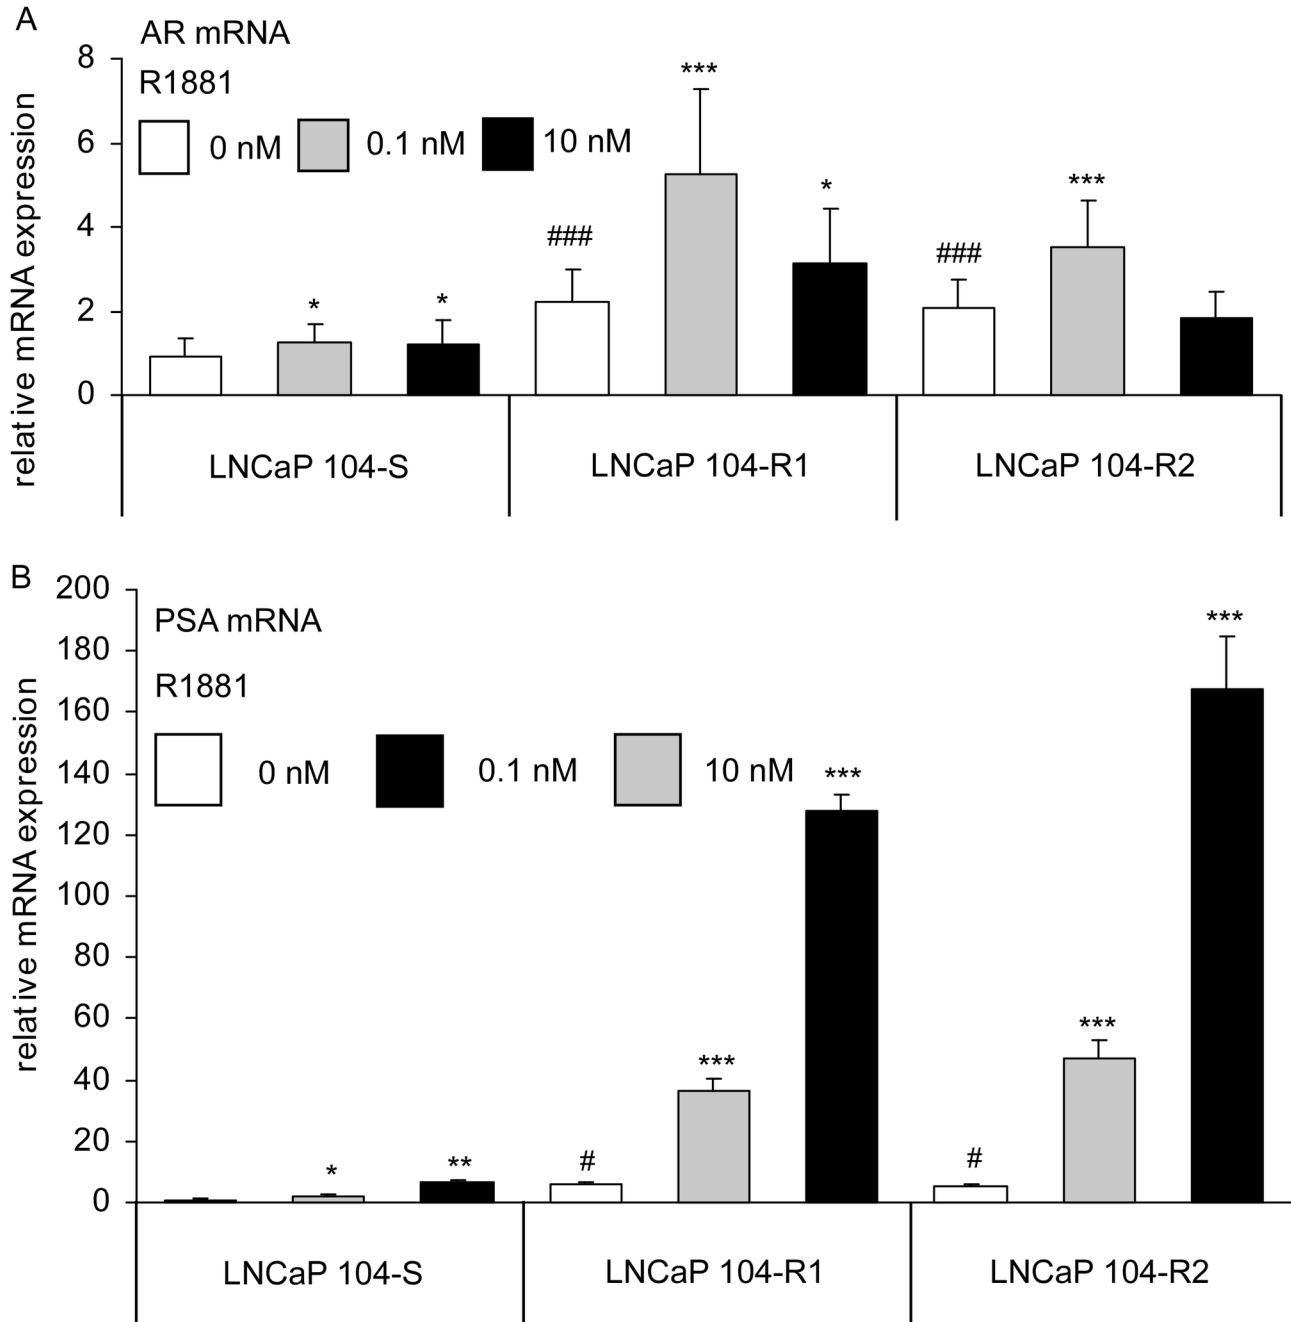 A
AR mRNA
R1881
0 nM 0.1 nM 10 nM
relative mRNA expression
8
6
4
2
0
* * ### *** * ### ***
LNCaP 104-S LNCaP 104-R1 LNCaP 104-R2
B
PSA mRNA
R1881
0 nM 0.1 nM 10 nM
relative mRNA expression
200
180
160
140
120
100
80
60
40
20
0
* ** # *** *** # *** ***
LNCaP 104-S LNCaP 104-R1 LNCaP 104-R2